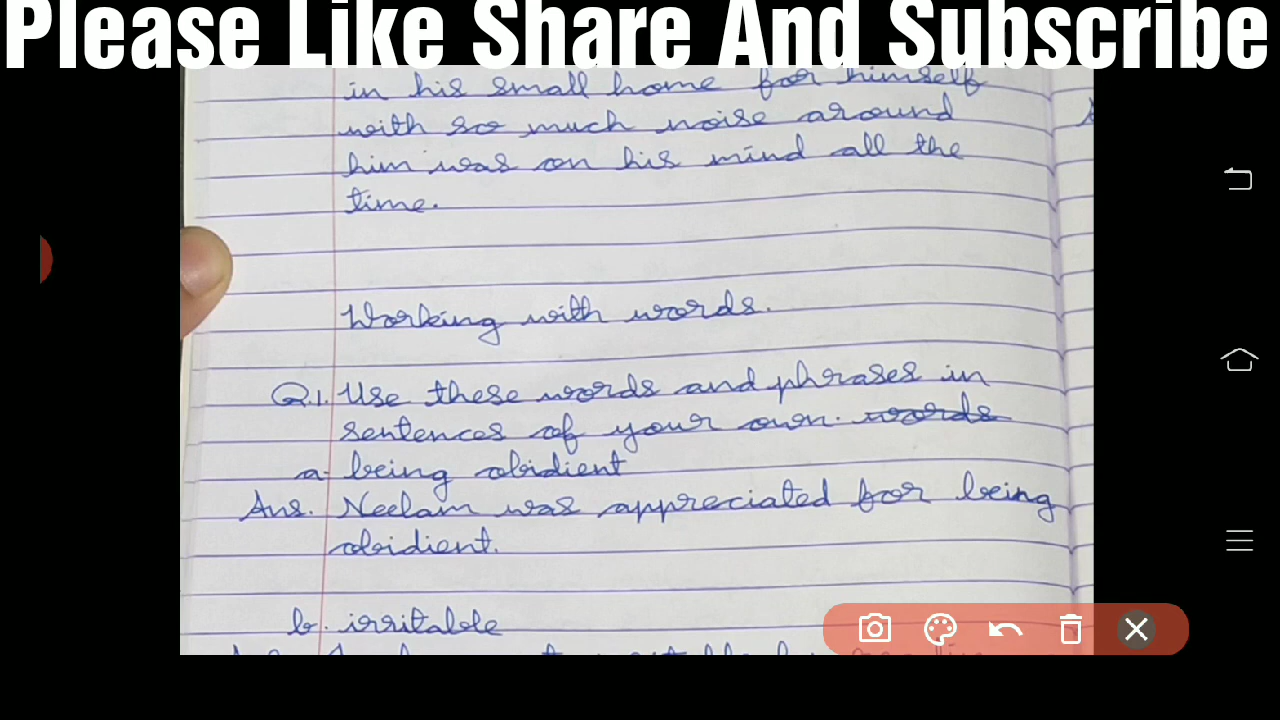 Please Like Share And Subscribe
in his small home for himself
with so much noise around
him was on his mind all the
time.
Working with words.
Q.1. Use these words and phrases in
sentences of your own. words
a- being obidient
Ans. Neelam was appreciated for being
obidient.
b. irritable